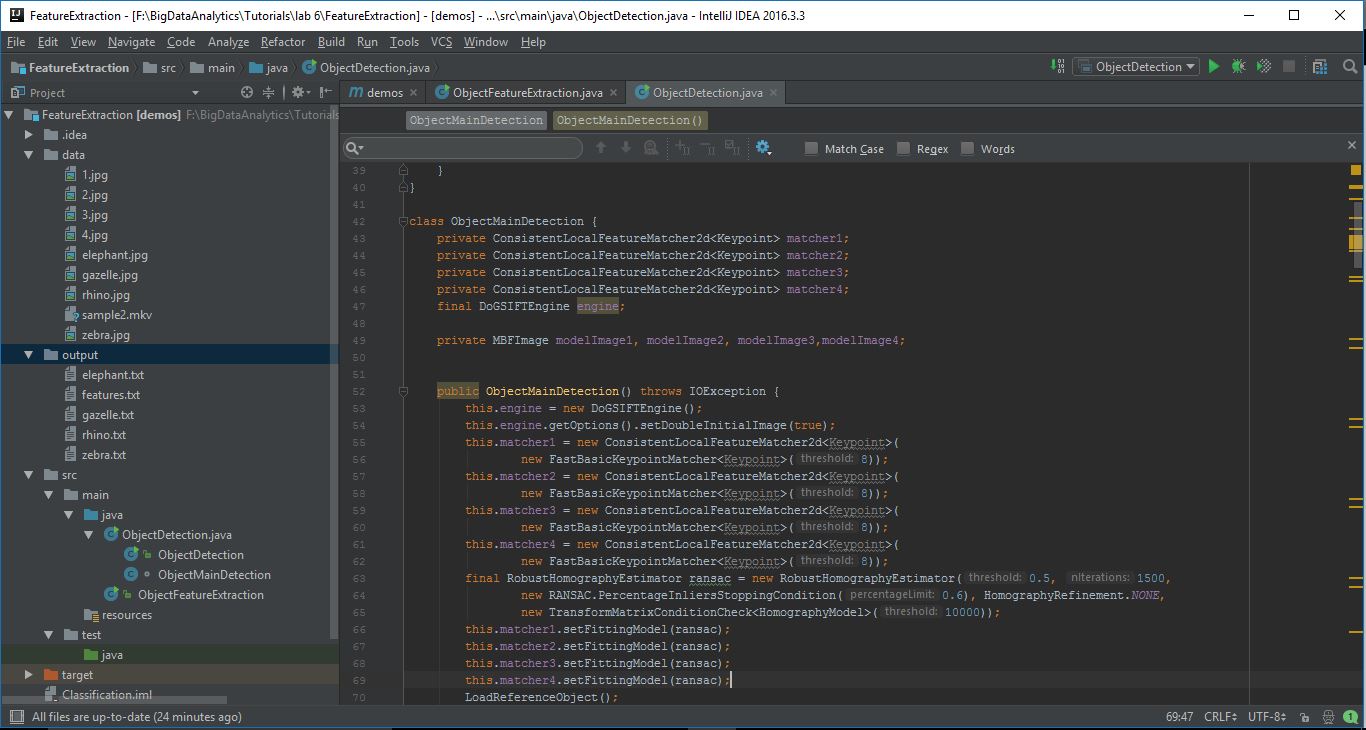 FeatureExtraction - [F:\BigDataAnalytics\Tutorials\lab 6\FeatureExtraction] - [demos] - ...\src\main\java\ObjectDetection.java - IntelliJ IDEA 2016.3.3
File Edit View Navigate Code Analyze Refactor Build Run Tools VCS Window Help
FeatureExtraction src main java ObjectDetection.java ObjectDetection
Project
m demos ObjectFeatureExtraction.java ObjectDetection.java
FeatureExtraction [demos] F:\BigDataAnalytics\Tutorials
.idea
data
1.jpg
2.jpg
3.jpg
4.jpg
elephant.jpg
gazelle.jpg
rhino.jpg
sample2.mkv
zebra.jpg
output
elephant.txt
features.txt
gazelle.txt
rhino.txt
zebra.txt
src
main
java
ObjectDetection.java
ObjectDetection
ObjectMainDetection
ObjectFeatureExtraction
resources
test
java
target
Classification.iml
ObjectMainDetection ObjectMainDetection()
Match Case Regex Words
39 }
40 }
41
42 class ObjectMainDetection {
43 private ConsistentLocalFeatureMatcher2d<Keypoint> matcher1;
44 private ConsistentLocalFeatureMatcher2d<Keypoint> matcher2;
45 private ConsistentLocalFeatureMatcher2d<Keypoint> matcher3;
46 private ConsistentLocalFeatureMatcher2d<Keypoint> matcher4;
47 final DoGSIFTEngine engine;
48
49 private MBFImage modelImage1, modelImage2, modelImage3,modelImage4;
50
51
52 public ObjectMainDetection() throws IOException {
53 this.engine = new DoGSIFTEngine();
54 this.engine.getOptions().setDoubleInitialImage(true);
55 this.matcher1 = new ConsistentLocalFeatureMatcher2d<Keypoint>(
56 new FastBasicKeypointMatcher<Keypoint>( threshold: 8));
57 this.matcher2 = new ConsistentLocalFeatureMatcher2d<Keypoint>(
58 new FastBasicKeypointMatcher<Keypoint>( threshold: 8));
59 this.matcher3 = new ConsistentLocalFeatureMatcher2d<Keypoint>(
60 new FastBasicKeypointMatcher<Keypoint>( threshold: 8));
61 this.matcher4 = new ConsistentLocalFeatureMatcher2d<Keypoint>(
62 new FastBasicKeypointMatcher<Keypoint>( threshold: 8));
63 final RobustHomographyEstimator ransac = new RobustHomographyEstimator( threshold: 0.5, nIterations: 1500,
64 new RANSAC.PercentageInliersStoppingCondition( percentageLimit: 0.6), HomographyRefinement.NONE,
65 new TransformMatrixConditionCheck<HomographyModel>( threshold: 10000));
66 this.matcher1.setFittingModel(ransac);
67 this.matcher2.setFittingModel(ransac);
68 this.matcher3.setFittingModel(ransac);
69 this.matcher4.setFittingModel(ransac);
70 LoadReferenceObject();
All files are up-to-date (24 minutes ago) 69:47 CRLF UTF-8 1